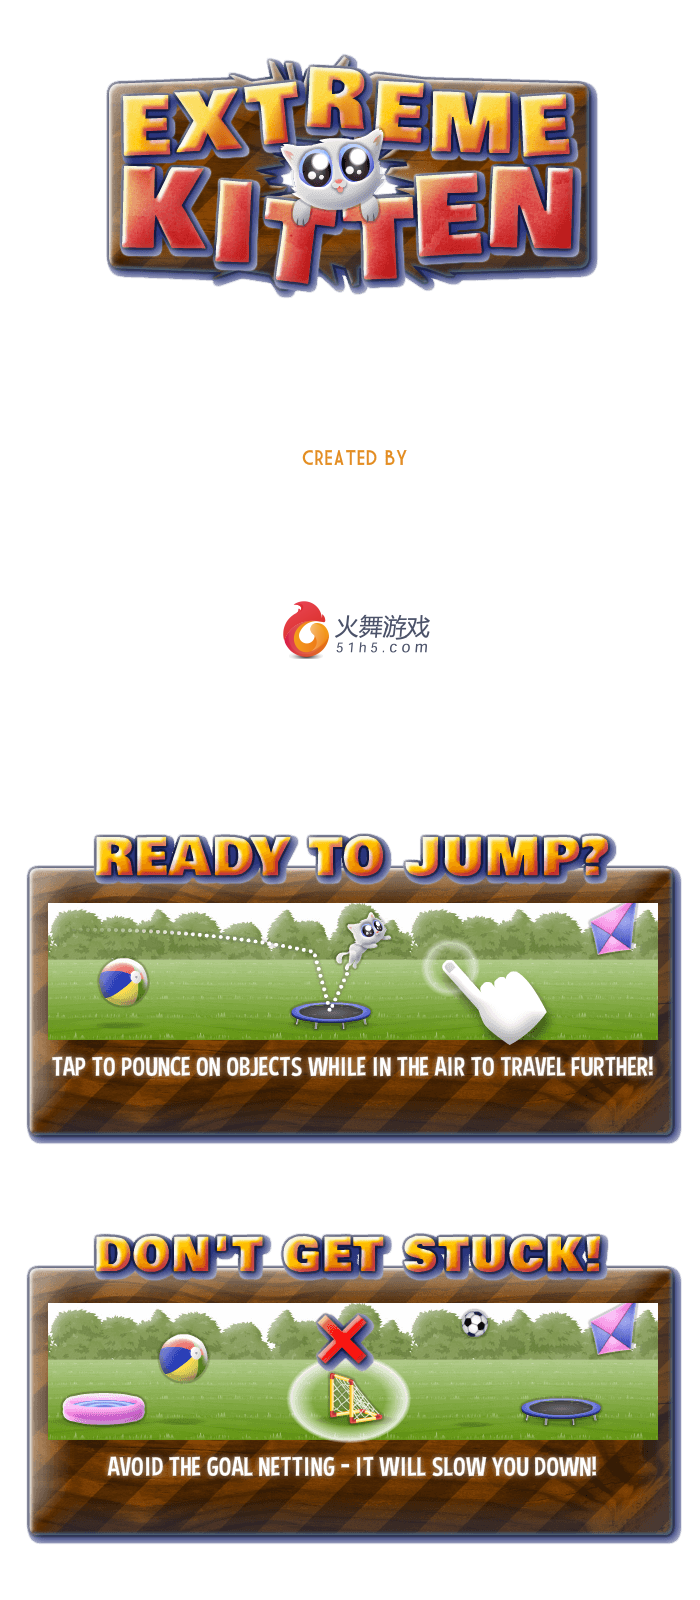 EXTREME
KITTEN
CREATED BY
火舞游戏
51h5.com
READY TO JUMP?
TAP TO POUNCE ON OBJECTS WHILE IN THE AIR TO TRAVEL FURTHER!
DON'T GET STUCK!
AVOID THE GOAL NETTING - IT WILL SLOW YOU DOWN!